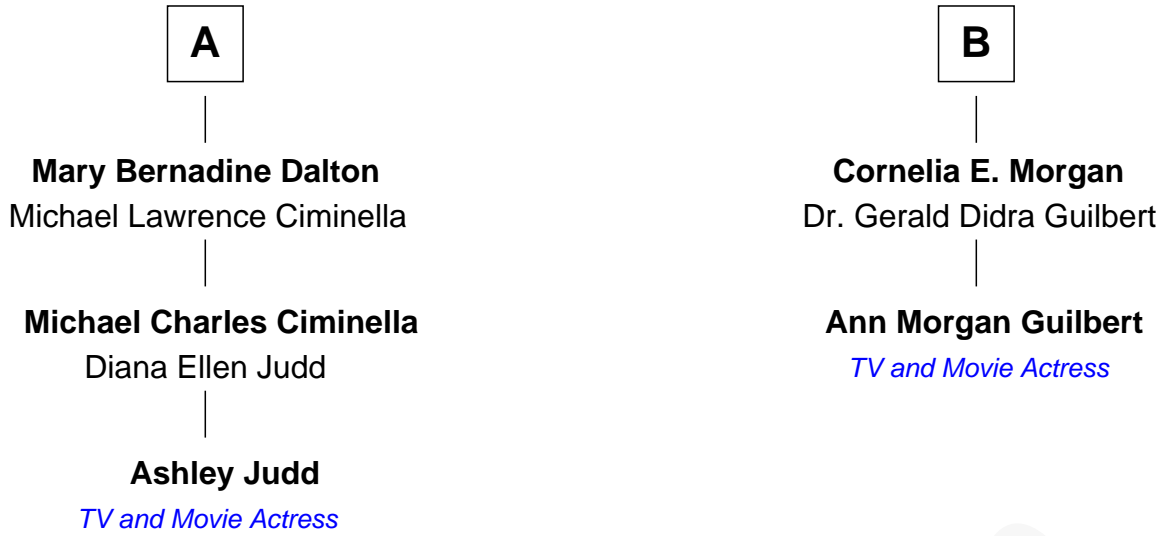 A
Mary Bernadine Dalton
Michael Lawrence Ciminella
Michael Charles Ciminella
Diana Ellen Judd
Ashley Judd
TV and Movie Actress
B
Cornelia E. Morgan
Dr. Gerald Didra Guilbert
Ann Morgan Guilbert
TV and Movie Actress